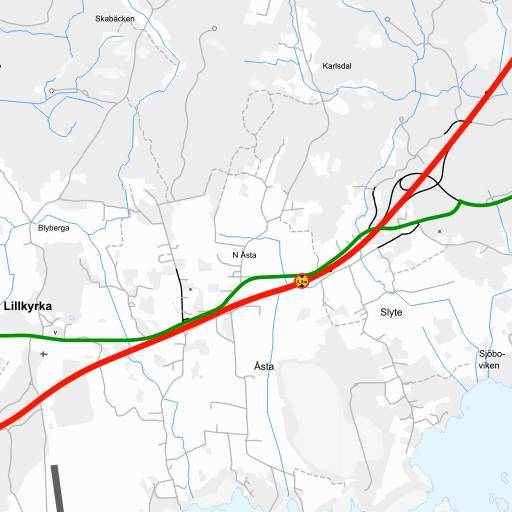 Skabäcken
Karlsdal
Blyberga
N Åsta
Lillkyrka
Slyte
Sjöbo-
viken
Åsta